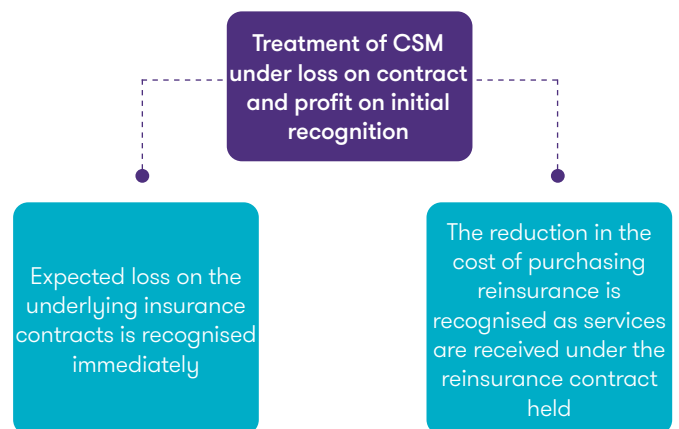 Treatment of CSM
under loss on contract
and profit on initial
recognition
Expected loss on the
underlying insurance
contracts is recognised
immediately
The reduction in the
cost of purchasing
reinsurance is
recognised as services
are received under the
reinsurance contract
held